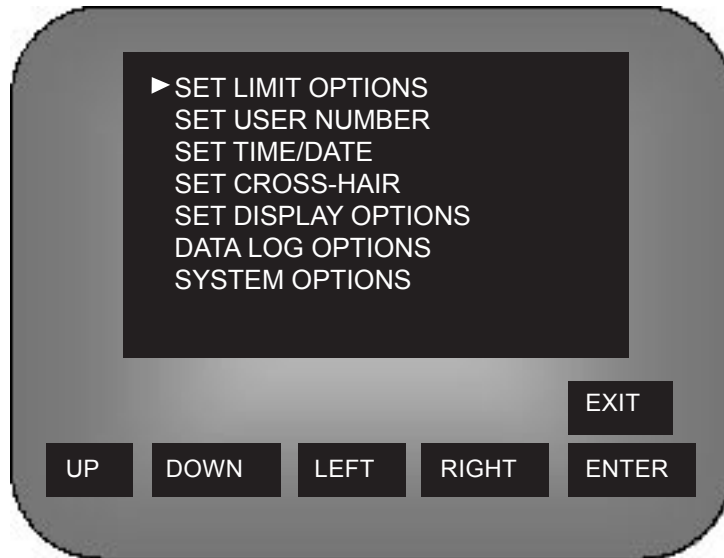 SET LIMIT OPTIONS
SET USER NUMBER
SET TIME/DATE
SET CROSS-HAIR
SET DISPLAY OPTIONS
DATA LOG OPTIONS
SYSTEM OPTIONS
EXIT
UP DOWN LEFT RIGHT ENTER